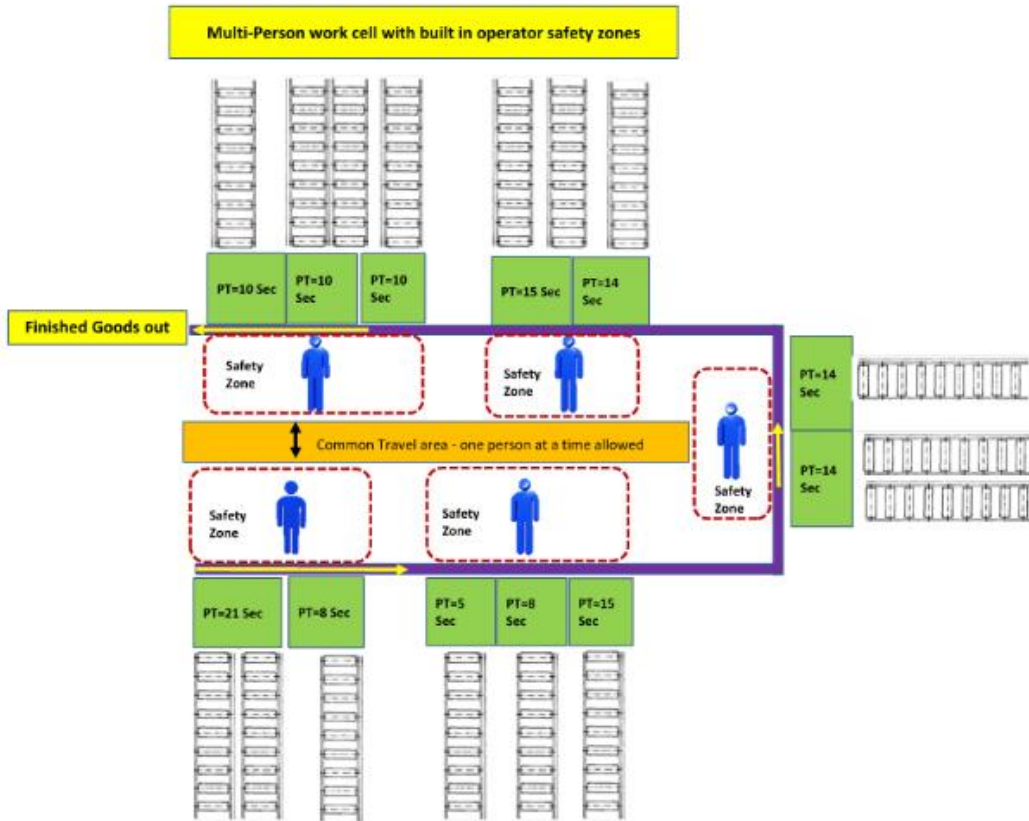 Multi-Person work cell with built in operator safety zones
PT=10 Sec
PT=10
Sec
PT=10
Sec
PT=15 Sec
PT=14
Sec
Finished Goods out
Safety
Zone
Safety
Zone
PT=14
Sec
Common Travel area - one person at a time allowed
PT=14
Sec
Safety
Zone
Safety
Zone
Safety
Zone
PT=21 Sec
PT=8 Sec
PT=5
Sec
PT=8
Sec
PT=15
Sec